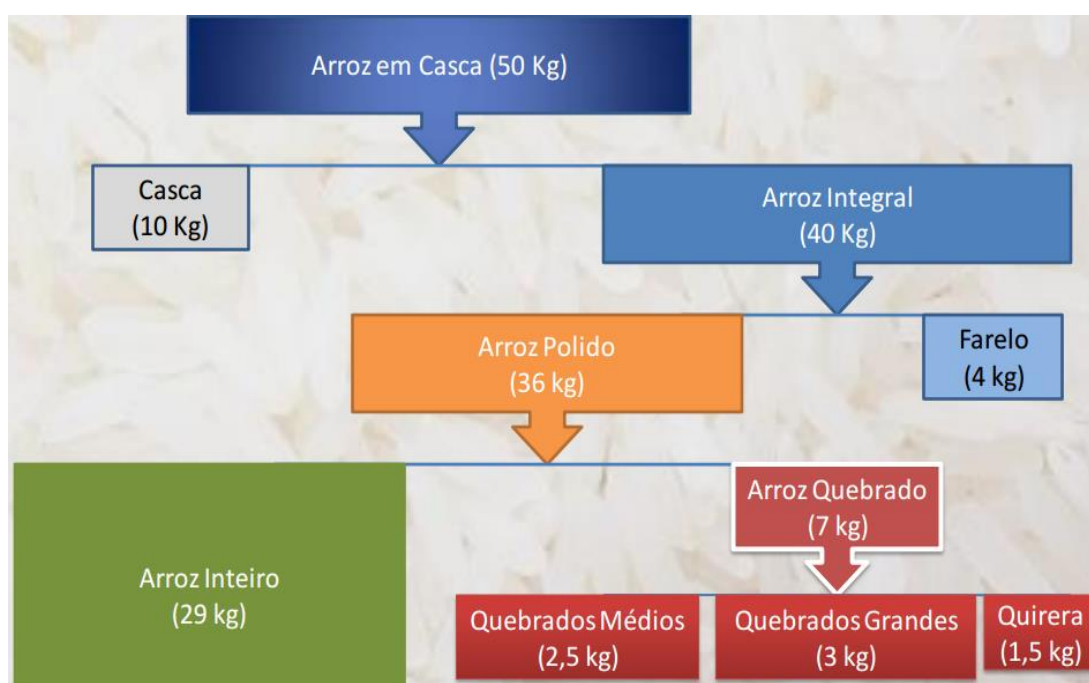 Arroz em Casca (50 Kg)
Casca
(10 Kg)
Arroz Integral
(40 Kg)
Arroz Polido
(36 kg)
Farelo
(4 kg)
Arroz Quebrado
(7 kg)
Arroz Inteiro
(29 kg)
Quebrados Médios
(2,5 kg)
Quebrados Grandes
(3 kg)
Quirera
(1,5 kg)